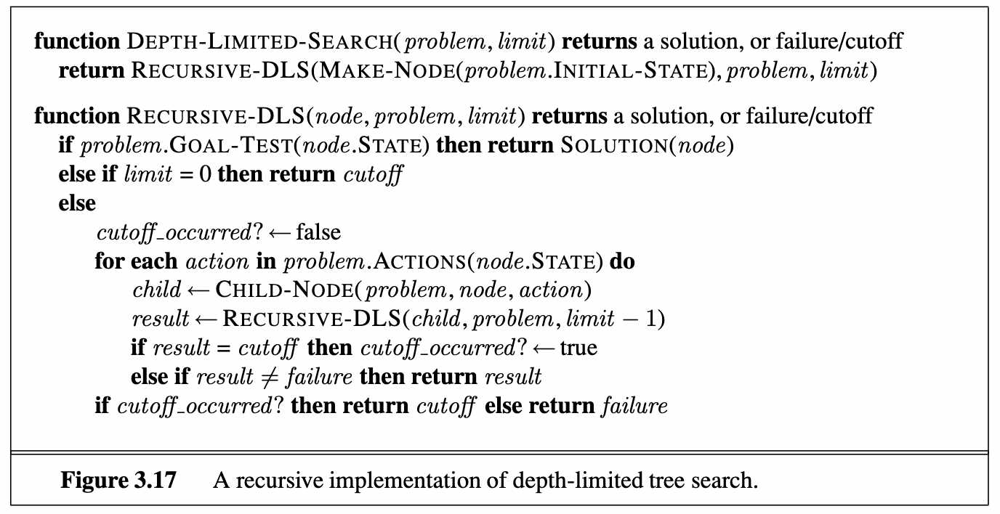 function DEPTH-LIMITED-SEARCH(problem, limit) returns a solution, or failure/cutoff
return RECURSIVE-DLS(MAKE-NODE(problem.INITIAL-STATE), problem, limit)
function RECURSIVE-DLS(node, problem, limit) returns a solution, or failure/cutoff
if problem.GOAL-TEST(node.STATE) then return SOLUTION(node)
else if limit = 0 then return cutoff
else
cutoff_occurred? ← false
for each action in problem.ACTIONS(node.STATE) do
child ← CHILD-NODE(problem, node, action)
result ← RECURSIVE-DLS(child, problem, limit − 1)
if result = cutoff then cutoff_occurred? ← true
else if result ≠ failure then return result
if cutoff_occurred? then return cutoff else return failure
Figure 3.17 A recursive implementation of depth-limited tree search.